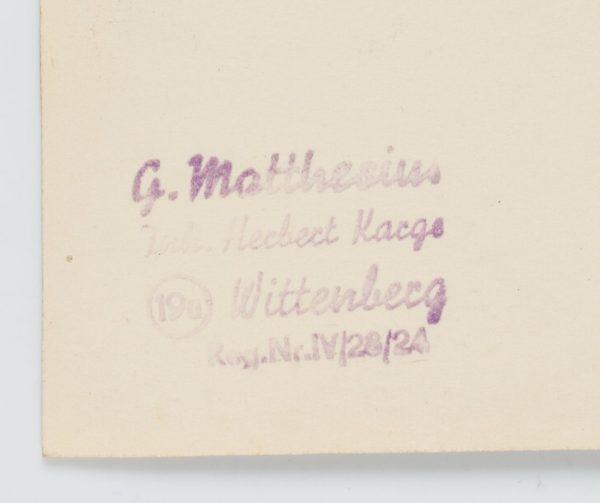 G. Matthesius
Inh. Herbert Karge
19a Wittenberg
Reg.Nr.IV/28/24